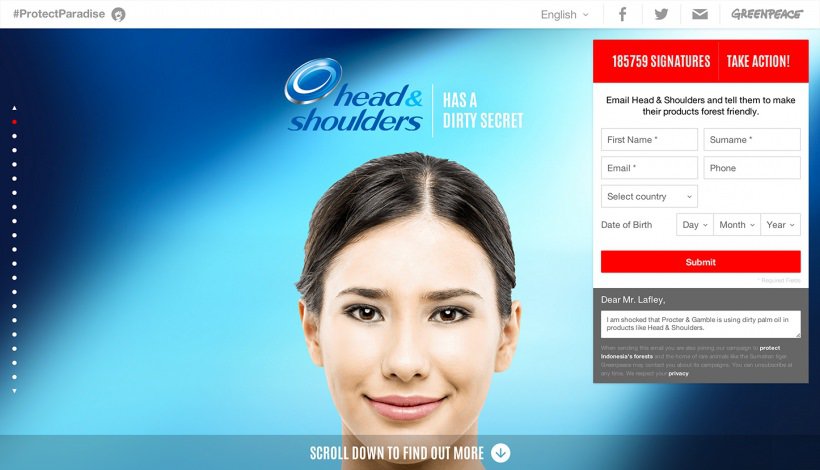 #ProtectParadise
English
GREENPEACE
head&
shoulders
HAS A
DIRTY SECRET
185759 SIGNATURES
TAKE ACTION!
Email Head & Shoulders and tell them to make
their products forest friendly.
First Name *
Surname *
Email *
Phone
Select country
Date of Birth
Day
Month
Year
Submit
* Required Fields
Dear Mr. Lafley,
I am shocked that Procter & Gamble is using dirty palm oil in
products like Head & Shoulders.
When sending this email you are also joining our campaign to protect
Indonesia's forests and the home of rare animals like the Sumatran tiger
Greenpeace may contact you about its campaigns. You can unsubscribe at
any time. We respect your privacy
SCROLL DOWN TO FIND OUT MORE